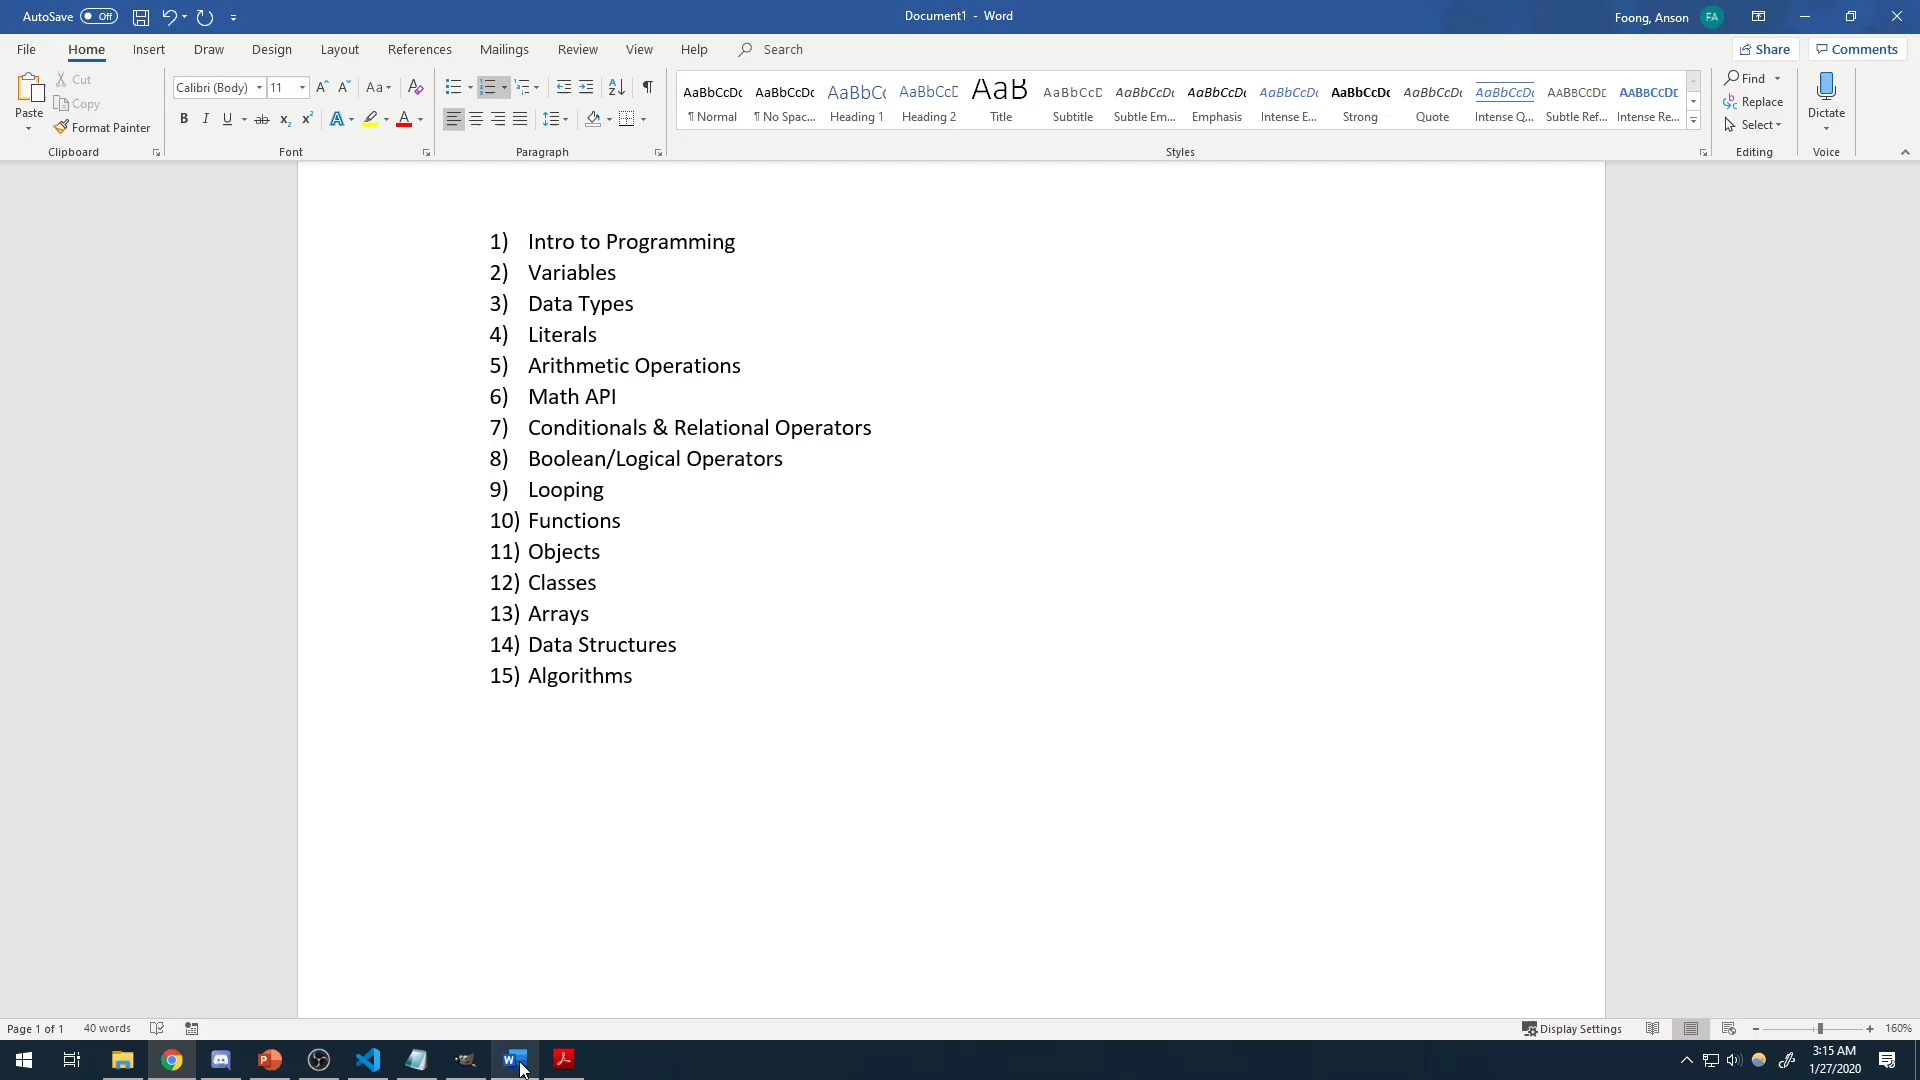 AutoSave Off Document1 - Word Foong, Anson FA
File Home Insert Draw Design Layout References Mailings Review View Help Search Share Comments
Paste Cut Copy Format Painter
Calibri (Body) 11
AaBbCcDc AaBbCcDc AaBbCc AaBbCcD AaB AaBbCcD AaBbCcDc AaBbCcDc AaBbCcDc AaBbCcDc AaBbCcDc AaBbCcDc AABBCCDE AABBCCDE
¶ Normal ¶ No Spac... Heading 1 Heading 2 Title Subtitle Subtle Em... Emphasis Intense E... Strong Quote Intense Q... Subtle Ref... Intense Re...
Find Replace Select Dictate
Clipboard Font Paragraph Styles Editing Voice
1) Intro to Programming
2) Variables
3) Data Types
4) Literals
5) Arithmetic Operations
6) Math API
7) Conditionals & Relational Operators
8) Boolean/Logical Operators
9) Looping
10) Functions
11) Objects
12) Classes
13) Arrays
14) Data Structures
15) Algorithms
Page 1 of 1 40 words Display Settings 160%
3:15 AM
1/27/2020